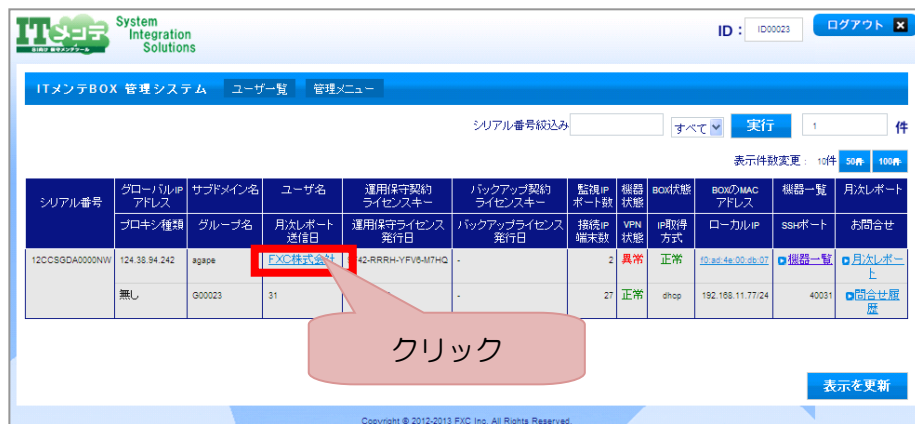 ITメンテ
System
Integration
Solutions
ID： ID00023 ログアウト
ITメンテBOX 管理システム ユーザ一覧 管理メニュー
シリアル番号絞込み すべて 実行 1 件
表示件数変更： 10件 50件 100件
シリアル番号 グローバルIPアドレス サブドメイン名 ユーザ名 運用保守契約ライセンスキー バックアップ契約ライセンスキー 監視IPポート数 機器状態 BOX状態 BOXのMACアドレス 機器一覧 月次レポート
プロキシ種類 グループ名 月次レポート送信日 運用保守ライセンス発行日 バックアップライセンス発行日 接続IP端末数 VPN状態 IP取得方式 ローカルIP SSHポート お問合せ
12CCSGDA0000NW 124.38.94.242 agape FXC株式会社 42-RRRH-YFV6-M7HQ - 2 異常 正常 f0:ad:4e:00:db:07 機器一覧 月次レポート
無し G00023 31 - 27 正常 dhcp 192.168.11.77/24 40031 問合せ履歴
クリック
表示を更新
Copyright © 2012-2013 FXC Inc. All Rights Reserved.